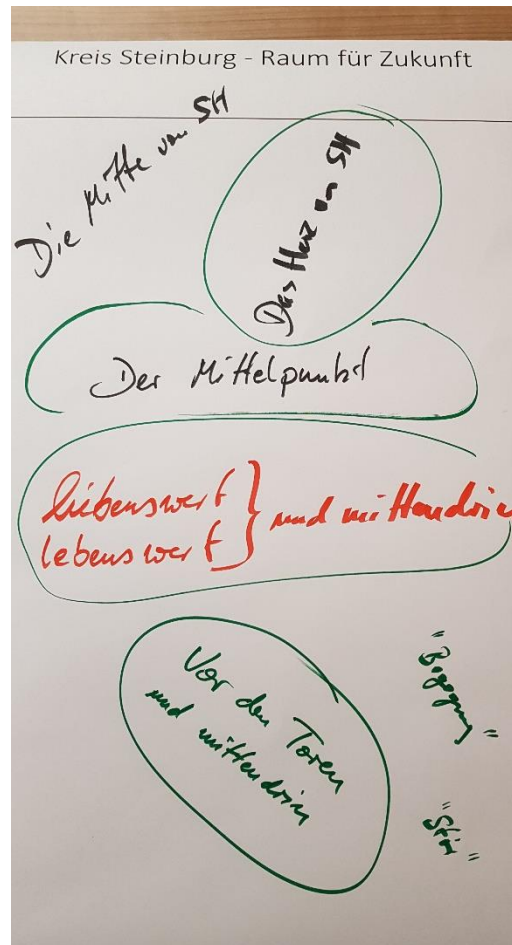 Kreis Steinburg - Raum für Zukunft
Die Mitte von SH
Das Herz von SH
Der Mittelpunkt
liebenswert
lebenswert } und mittendrin
Vor den Toren
und mittendrin
"Begegnung"